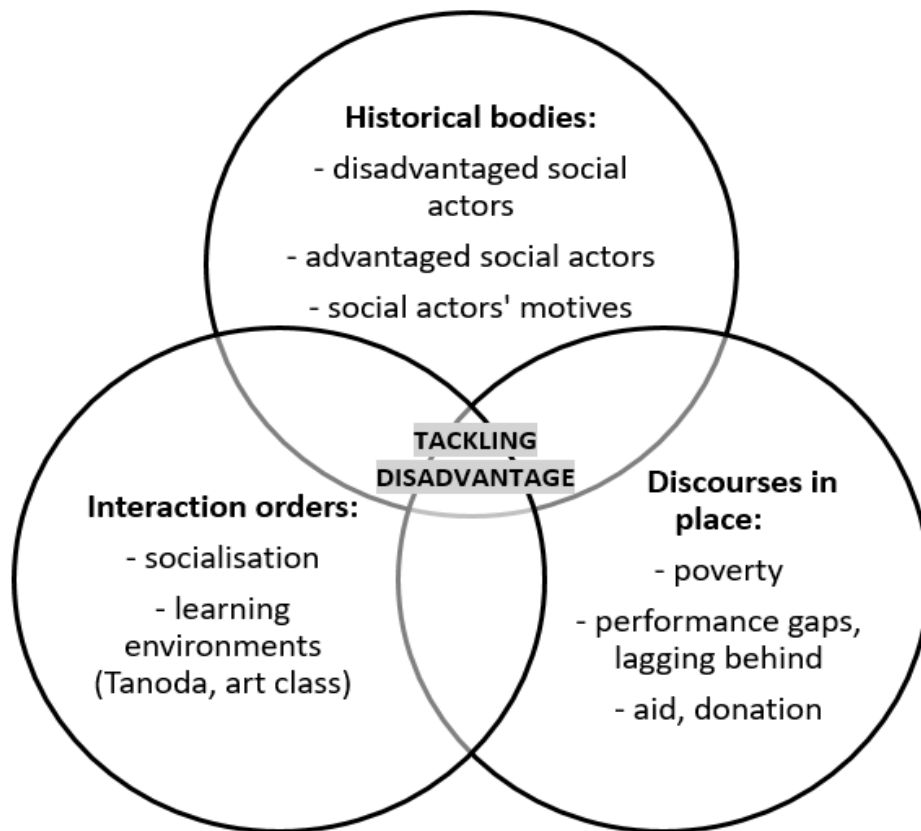 Historical bodies:
- disadvantaged social
actors
- advantaged social actors
- social actors' motives
TACKLING
DISADVANTAGE
Interaction orders:
- socialisation
- learning
environments
(Tanoda, art class)
Discourses in
place:
- poverty
- performance gaps,
lagging behind
- aid, donation